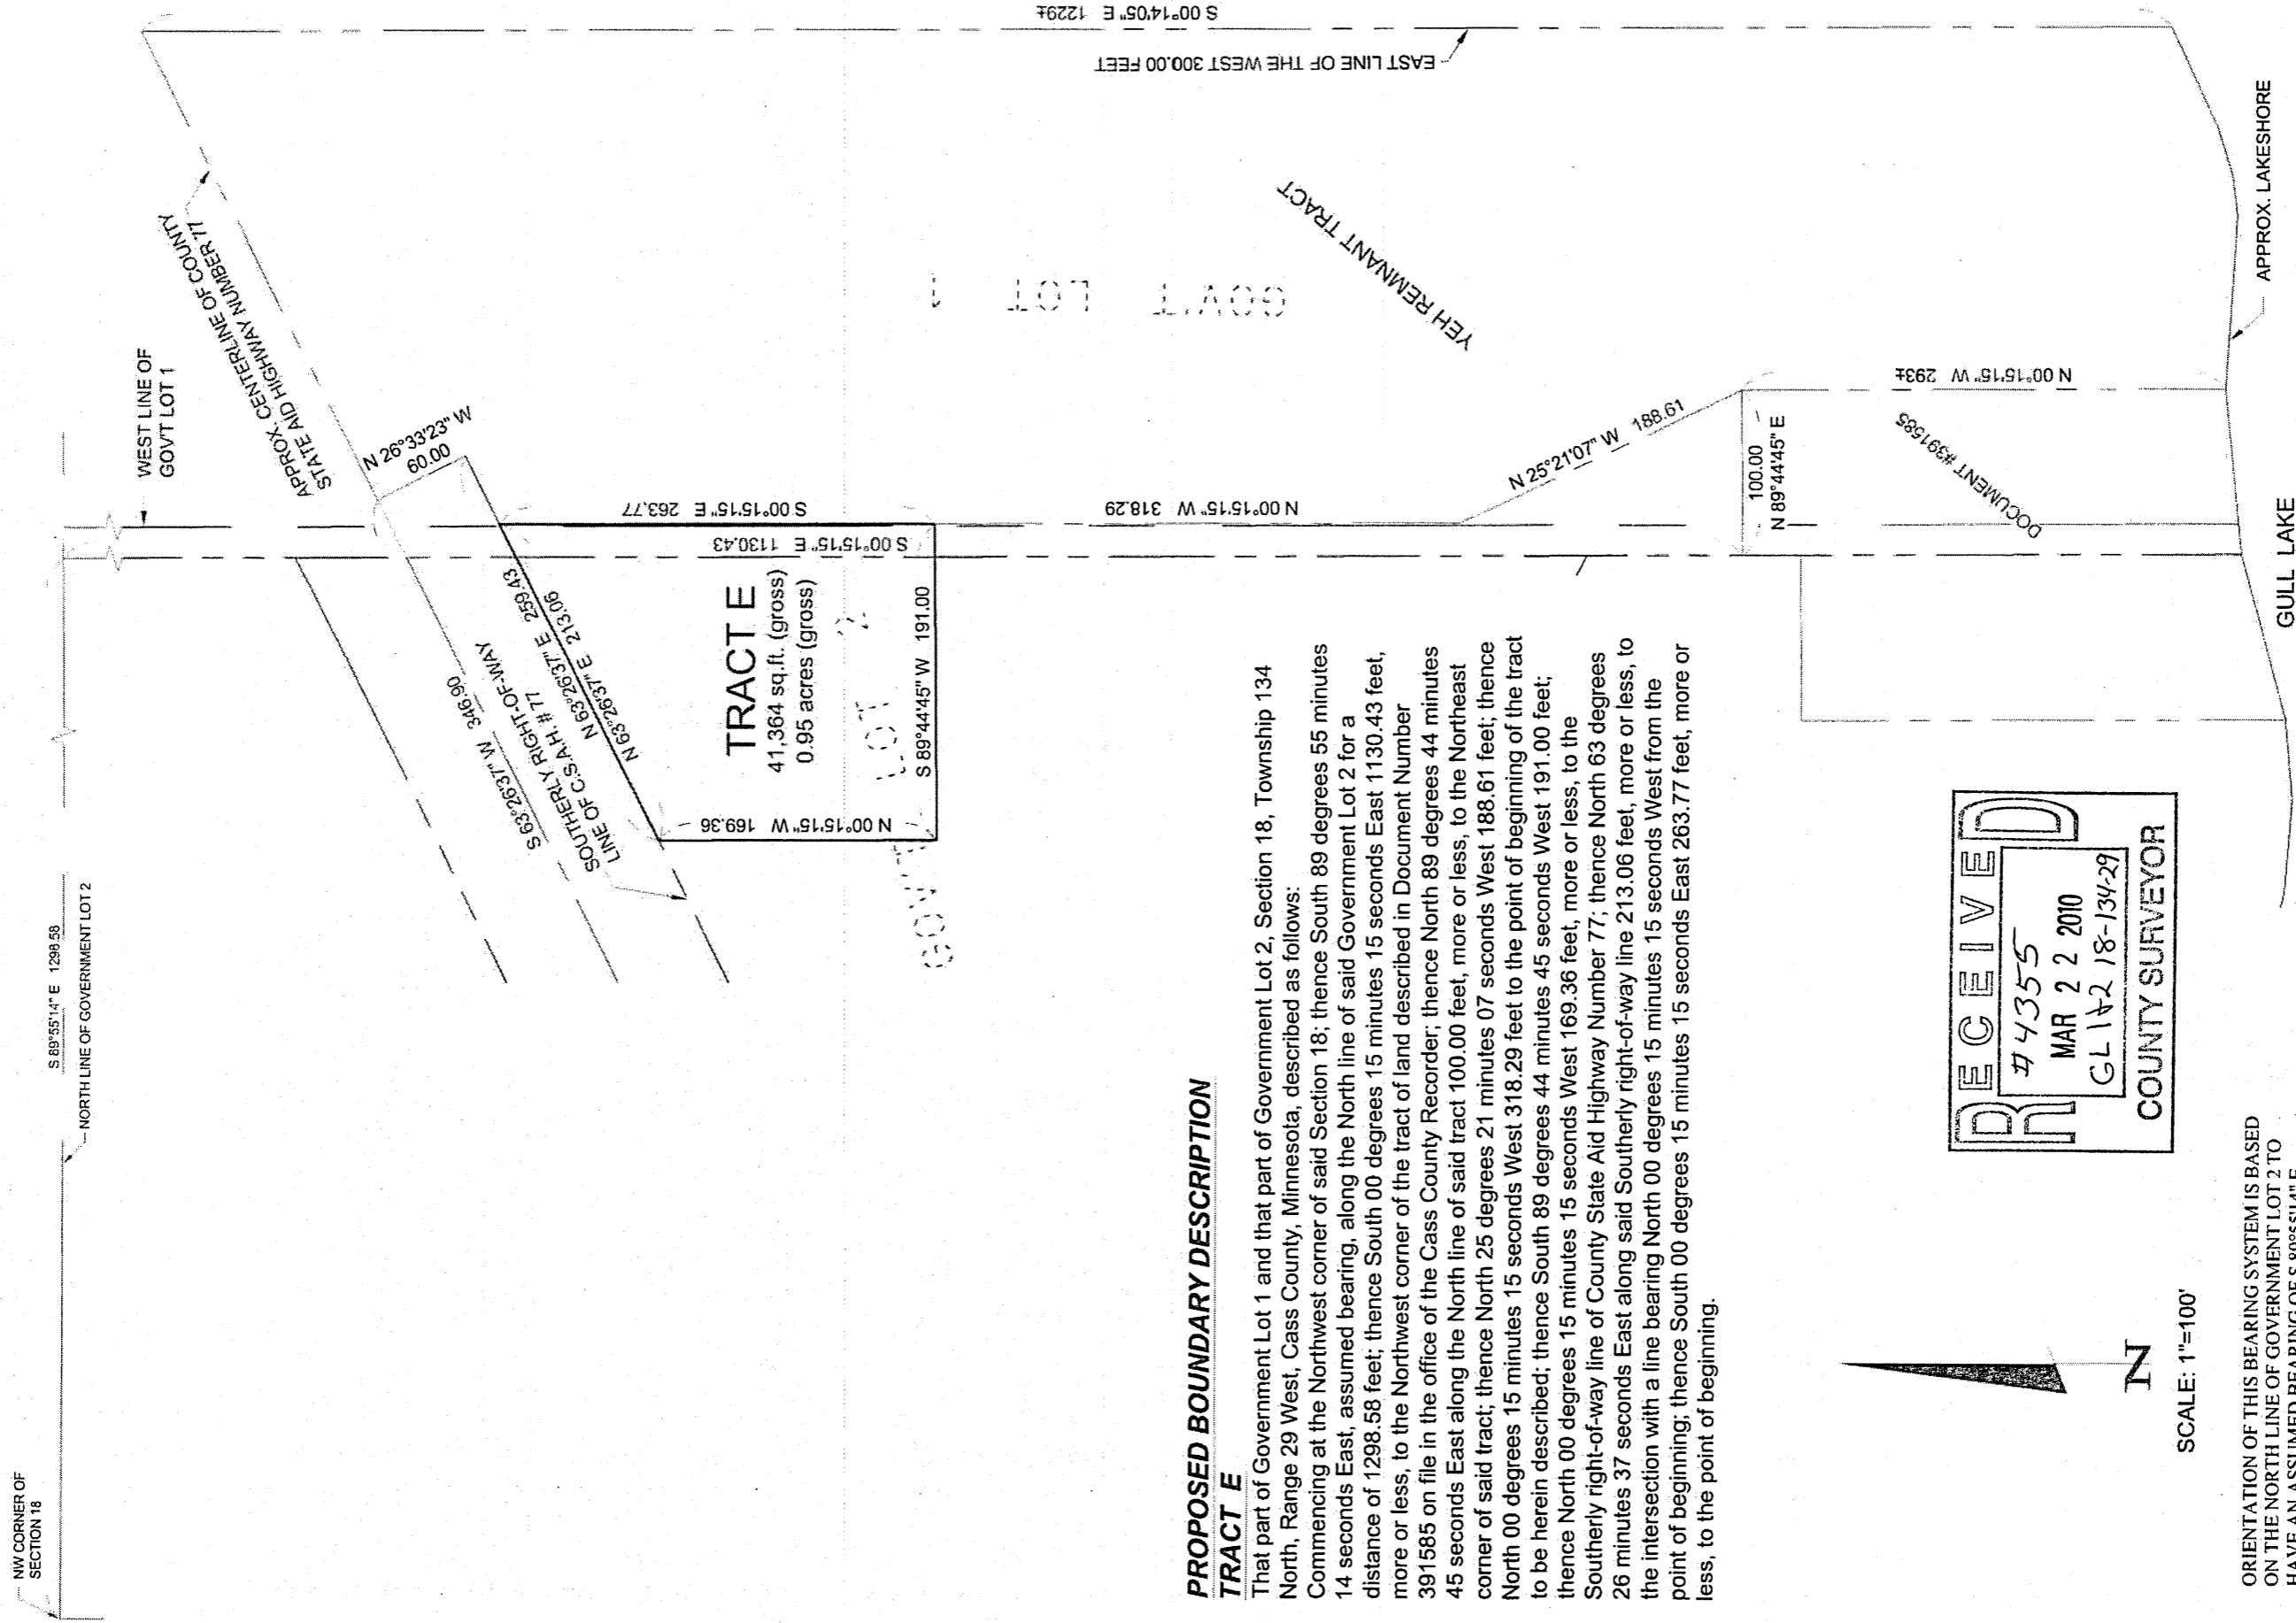 NW CORNER OF
SECTION 18
S 89°55'14" E 1298.58
NORTH LINE OF GOVERNMENT LOT 2
WEST LINE OF
GOV'T LOT 1
APPROX. CENTERLINE OF COUNTY
STATE AID HIGHWAY NUMBER 77
N 26°33'23" W
60.00
S 63°26'37" W 346.90
SOUTHERLY RIGHT-OF-WAY
LINE OF C.S.A.H. #77
N 63°26'37" E 259.43
N 63°26'37" E 213.06
S 00°15'15" E 263.77
S 00°15'15" E 1130.43
TRACT E
41,364 sq.ft. (gross)
0.95 acres (gross)
N 00°15'15" W 169.36
S 89°44'45" W 191.00
GOV'T LOT 2
N 00°15'15" W 318.29
GOV.T LOT 1
EAST LINE OF THE WEST 300.00 FEET
S 00°14'05" E 1229±
YEH REMNANT TRACT
N 25°21'07" W 188.61
100.00
N 89°44'45" E
N 00°15'15" W 293±
DOCUMENT #391585
APPROX. LAKESHORE
GULL LAKE
PROPOSED BOUNDARY DESCRIPTION
TRACT E
That part of Government Lot 1 and that part of Government Lot 2, Section 18, Township 134
North, Range 29 West, Cass County, Minnesota, described as follows:
Commencing at the Northwest corner of said Section 18; thence South 89 degrees 55 minutes
14 seconds East, assumed bearing, along the North line of said Government Lot 2 for a
distance of 1298.58 feet; thence South 00 degrees 15 minutes 15 seconds East 1130.43 feet,
more or less, to the Northwest corner of the tract of land described in Document Number
391585 on file in the office of the Cass County Recorder; thence North 89 degrees 44 minutes
45 seconds East along the North line of said tract 100.00 feet, more or less, to the Northeast
corner of said tract; thence North 25 degrees 21 minutes 07 seconds West 188.61 feet; thence
North 00 degrees 15 minutes 15 seconds West 318.29 feet to the point of beginning of the tract
to be herein described; thence South 89 degrees 44 minutes 45 seconds West 191.00 feet;
thence North 00 degrees 15 minutes 15 seconds West 169.36 feet, more or less, to the
Southerly right-of-way line of County State Aid Highway Number 77; thence North 63 degrees
26 minutes 37 seconds East along said Southerly right-of-way line 213.06 feet, more or less, to
the intersection with a line bearing North 00 degrees 15 minutes 15 seconds West from the
point of beginning; thence South 00 degrees 15 minutes 15 seconds East 263.77 feet, more or
less, to the point of beginning.
RECEIVED
#4355
MAR 22 2010
GL 1+2 18-134-29
COUNTY SURVEYOR
N
SCALE: 1"=100'
ORIENTATION OF THIS BEARING SYSTEM IS BASED
ON THE NORTH LINE OF GOVERNMENT LOT 2 TO
HAVE AN ASSUMED BEARING OF S 89°55'14" E